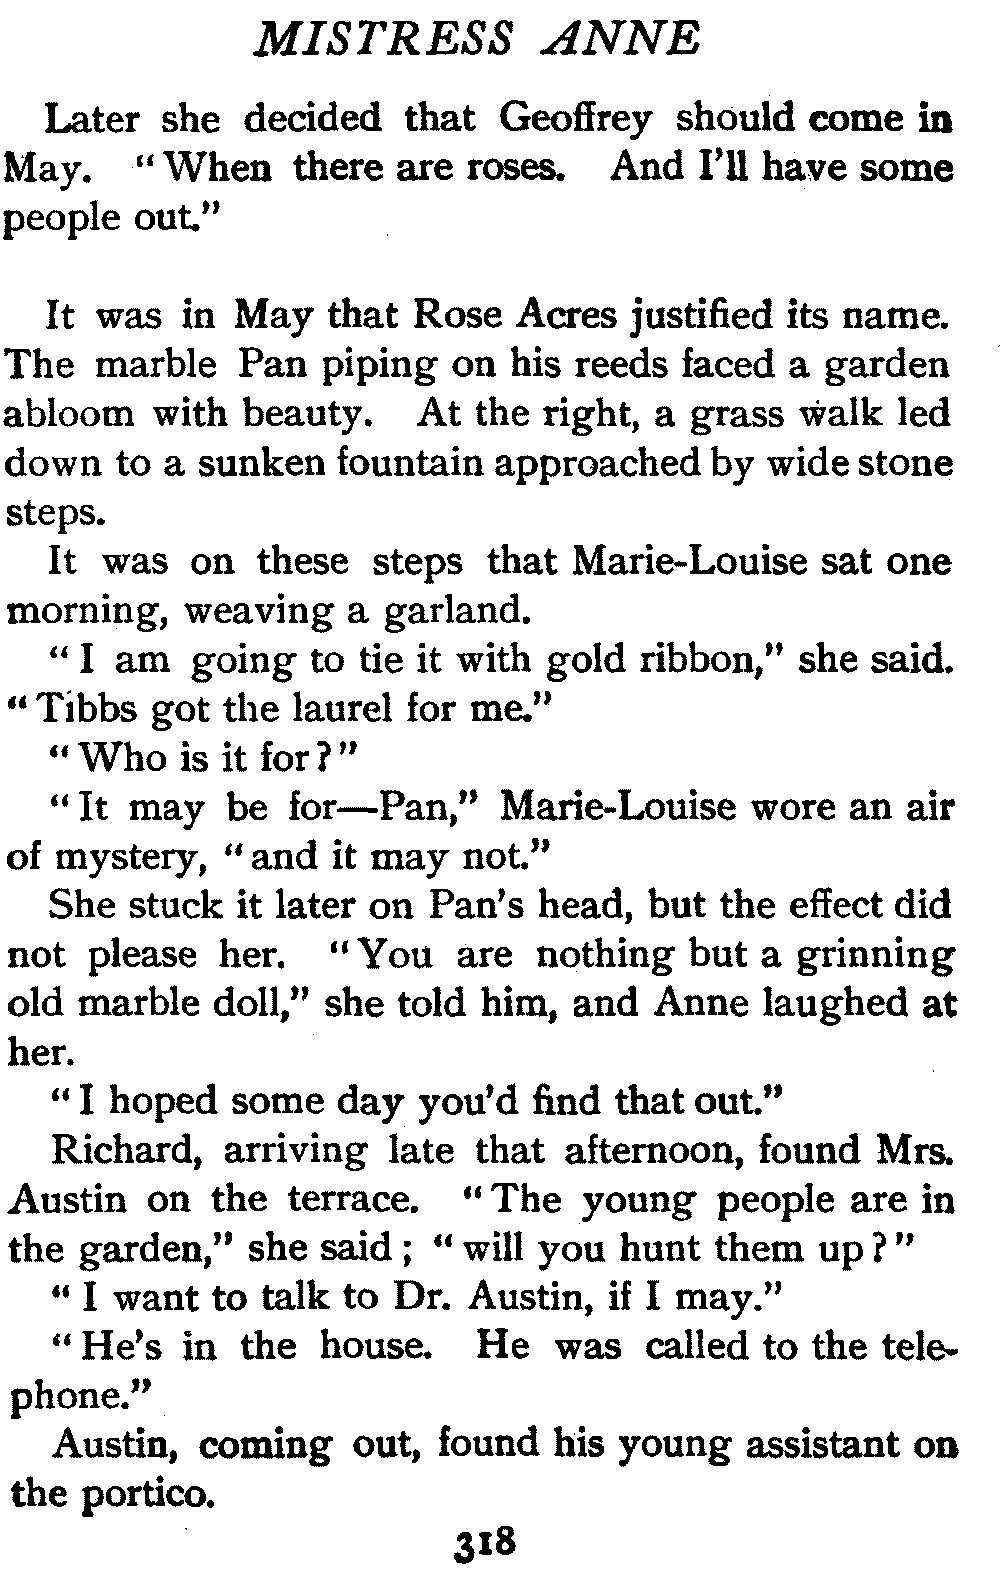 MISTRESS ANNE
Later she decided that Geoffrey should come in
May. "When there are roses. And I'll have some
people out."
It was in May that Rose Acres justified its name.
The marble Pan piping on his reeds faced a garden
abloom with beauty. At the right, a grass walk led
down to a sunken fountain approached by wide stone
steps.
It was on these steps that Marie-Louise sat one
morning, weaving a garland.
"I am going to tie it with gold ribbon," she said.
"Tibbs got the laurel for me."
"Who is it for?"
"It may be for—Pan," Marie-Louise wore an air
of mystery, "and it may not."
She stuck it later on Pan's head, but the effect did
not please her. "You are nothing but a grinning
old marble doll," she told him, and Anne laughed at
her.
"I hoped some day you'd find that out."
Richard, arriving late that afternoon, found Mrs.
Austin on the terrace. "The young people are in
the garden," she said; "will you hunt them up?"
"I want to talk to Dr. Austin, if I may."
"He's in the house. He was called to the tele-
phone."
Austin, coming out, found his young assistant on
the portico.
318